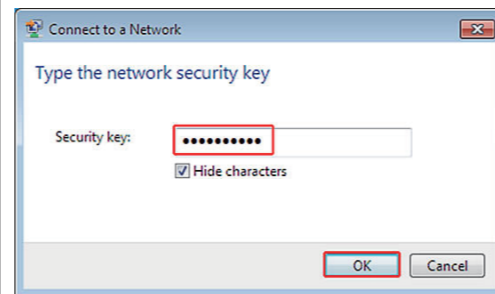 Connect to a Network
Type the network security key
Security key: ••••••••••
Hide characters
OK Cancel